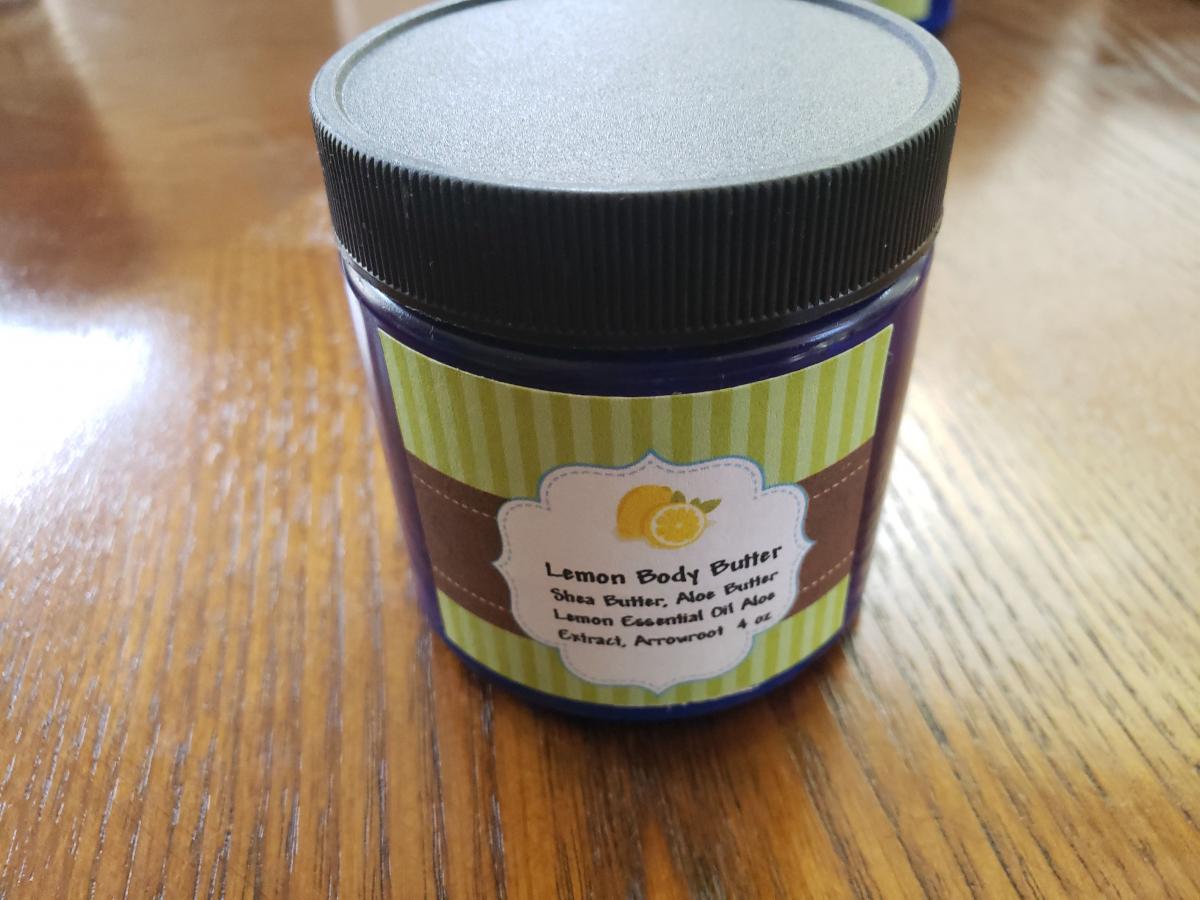 Lemon Body Butter
Shea Butter, Aloe Butter
Lemon Essential Oil Aloe
Extract, Arrowroot 4 oz